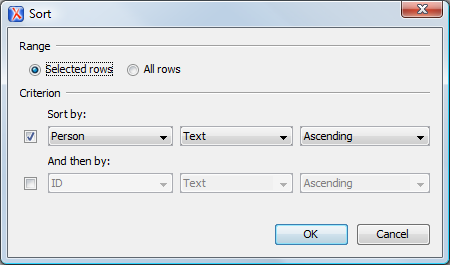 Sort
Range
Selected rows All rows
Criterion
Sort by:
Person Text Ascending
And then by:
ID Text Ascending
OK Cancel